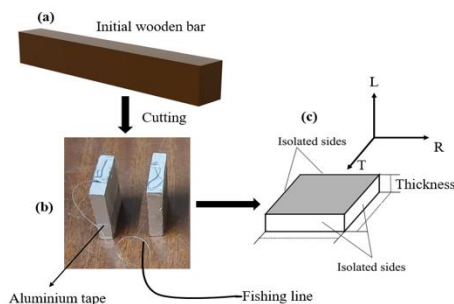 (a)
Initial wooden bar
Cutting
(b)
Aluminium tape
Fishing line
(c)
L
R
T
Isolated sides
Thickness
Isolated sides